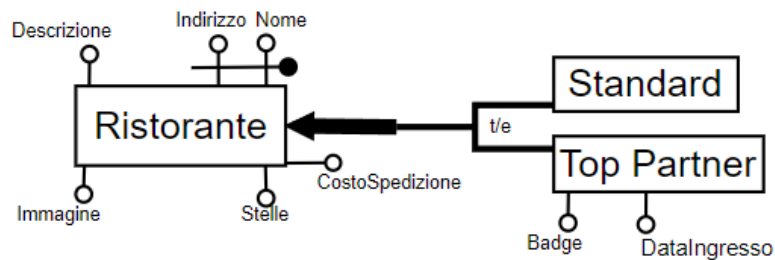 Indirizzo Nome
Descrizione
Standard
Ristorante
t/e
Top Partner
CostoSpedizione
Immagine
Stelle
Badge
DataIngresso